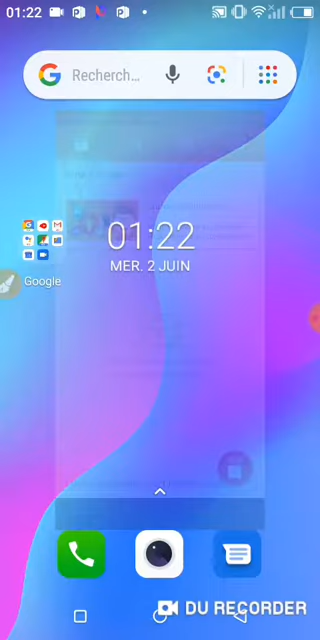 01:22
Recherch...
01:22
MER. 2 JUIN
Google
DU RECORDER